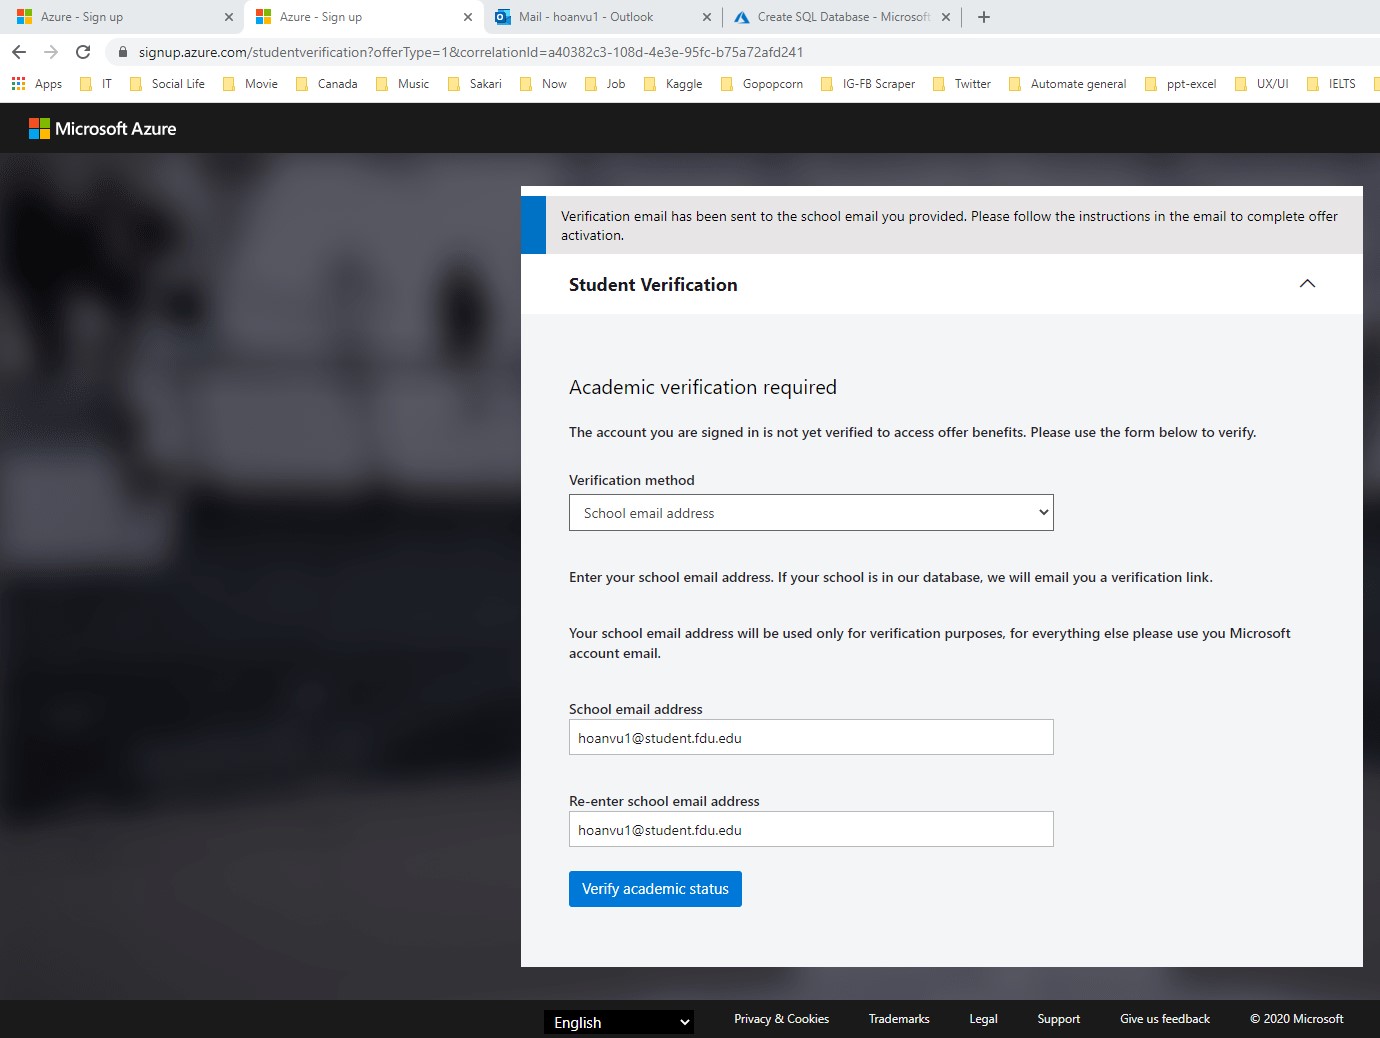 Azure - Sign up
Azure - Sign up
Mail - hoanvu1 - Outlook
Create SQL Database - Microsoft
signup.azure.com/studentverification?offerType=1&correlationId=a40382c3-108d-4e3e-95fc-b75a72afd241
Apps IT Social Life Movie Canada Music Sakari Now Job Kaggle Gopopcorn IG-FB Scraper Twitter Automate general ppt-excel UX/UI IELTS
Microsoft Azure
Verification email has been sent to the school email you provided. Please follow the instructions in the email to complete offer
activation.
Student Verification
Academic verification required
The account you are signed in is not yet verified to access offer benefits. Please use the form below to verify.
Verification method
School email address
Enter your school email address. If your school is in our database, we will email you a verification link.
Your school email address will be used only for verification purposes, for everything else please use you Microsoft
account email.
School email address
hoanvu1@student.fdu.edu
Re-enter school email address
hoanvu1@student.fdu.edu
Verify academic status
English Privacy & Cookies Trademarks Legal Support Give us feedback © 2020 Microsoft